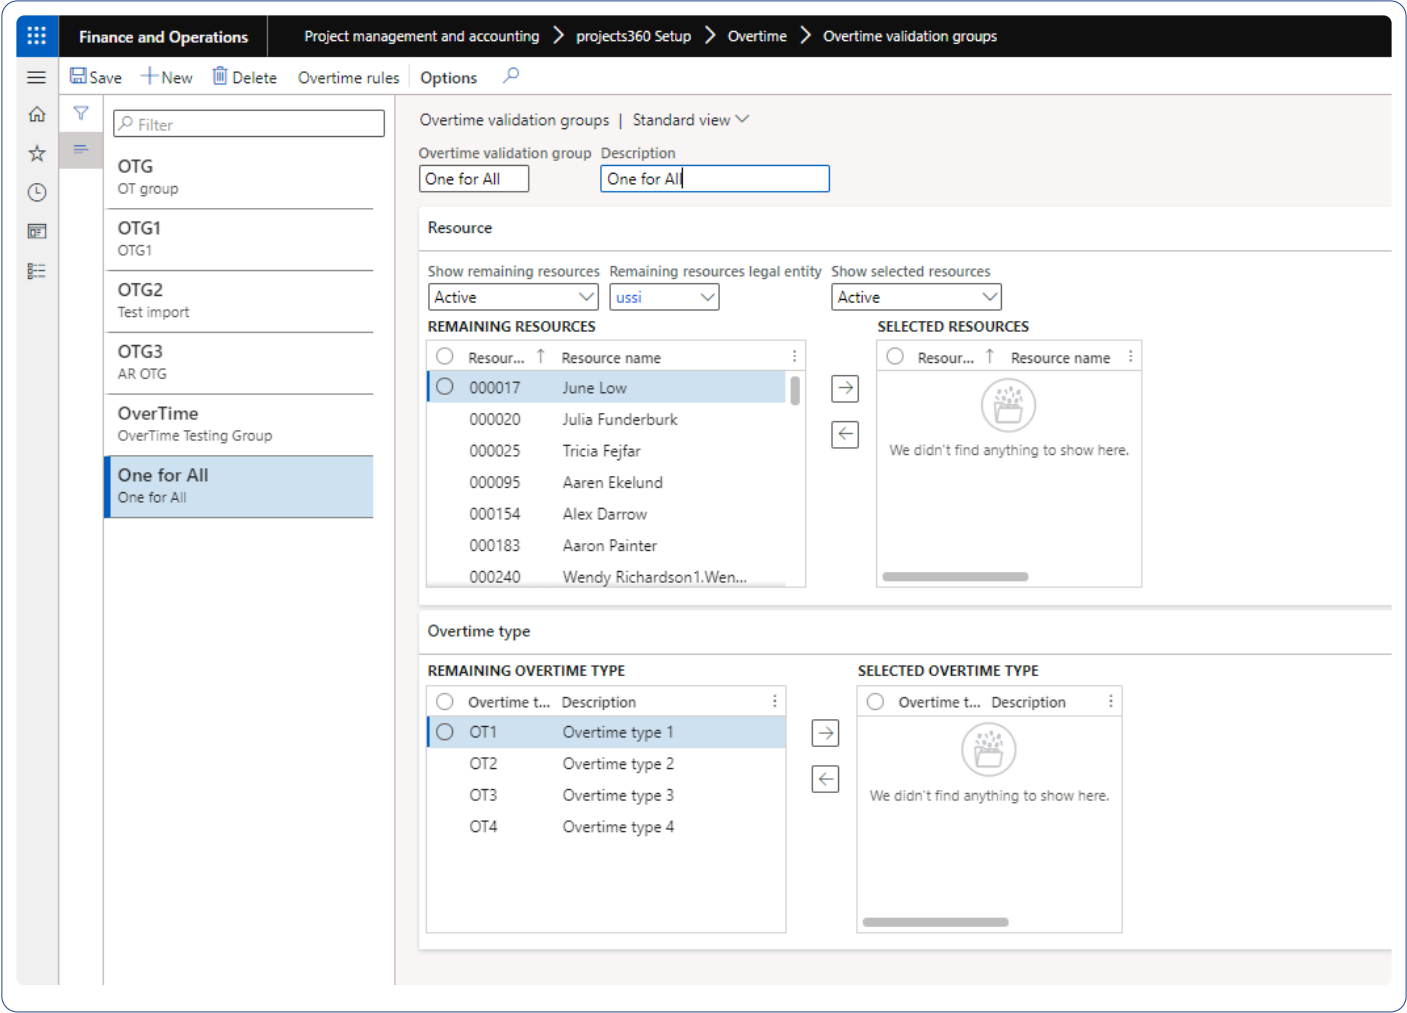 Finance and Operations
Project management and accounting > projects360 Setup > Overtime > Overtime validation groups
Save New Delete Overtime rules Options
Filter
OTG
OT group
OTG1
OTG1
OTG2
Test import
OTG3
AR OTG
OverTime
OverTime Testing Group
One for All
One for All
Overtime validation groups | Standard view
Overtime validation group Description
One for All One for All
Resource
Show remaining resources Remaining resources legal entity Show selected resources
Active ussi Active
REMAINING RESOURCES SELECTED RESOURCES
Resour... ↑ Resource name Resour... ↑ Resource name
000017 June Low
000020 Julia Funderburk
000025 Tricia Fejfar
000095 Aaren Ekelund
000154 Alex Darrow
000183 Aaron Painter
000240 Wendy Richardson1.Wen...
We didn't find anything to show here.
Overtime type
REMAINING OVERTIME TYPE SELECTED OVERTIME TYPE
Overtime t... Description Overtime t... Description
OT1 Overtime type 1
OT2 Overtime type 2
OT3 Overtime type 3
OT4 Overtime type 4
We didn't find anything to show here.